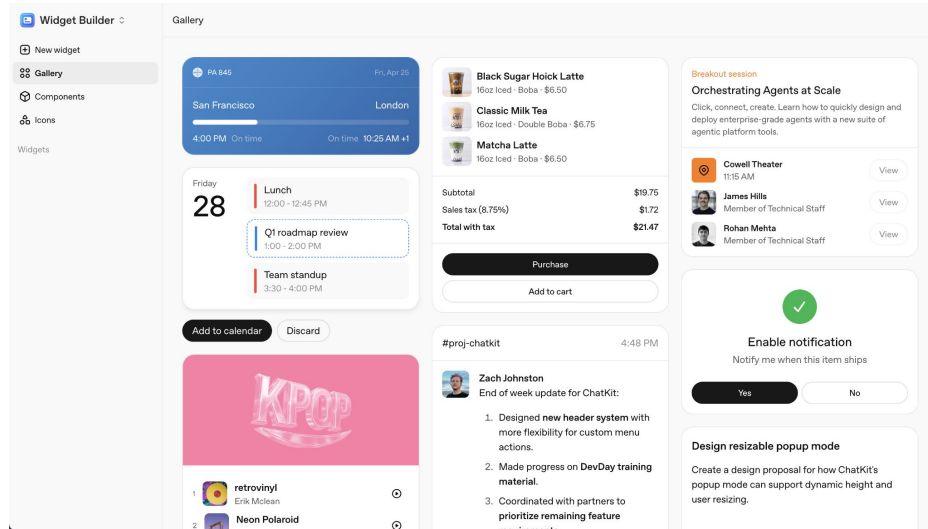 Widget Builder
New widget
Gallery
Components
Icons
Widgets
Gallery
PA 845
Fri, Apr 25
San Francisco
London
4:00 PM On time
On time 10:25 AM +1
Friday
28
Lunch
12:00 - 12:45 PM
Q1 roadmap review
1:00 - 2:00 PM
Team standup
3:30 - 4:00 PM
Add to calendar
Discard
KPOP
1
retrovinyl
Erik Mclean
2
Neon Polaroid
Black Sugar Hoick Latte
16oz Iced · Boba · $6.50
Classic Milk Tea
16oz Iced · Double Boba · $6.75
Matcha Latte
16oz Iced · Boba · $6.50
Subtotal
$19.75
Sales tax (8.75%)
$1.72
Total with tax
$21.47
Purchase
Add to cart
#proj-chatkit
4:48 PM
Zach Johnston
End of week update for ChatKit:
1. Designed new header system with
more flexibility for custom menu
actions.
2. Made progress on DevDay training
material.
3. Coordinated with partners to
prioritize remaining feature
Breakout session
Orchestrating Agents at Scale
Click, connect, create. Learn how to quickly design and
deploy enterprise-grade agents with a new suite of
agentic platform tools.
Cowell Theater
11:15 AM
View
James Hills
Member of Technical Staff
View
Rohan Mehta
Member of Technical Staff
View
Enable notification
Notify me when this item ships
Yes
No
Design resizable popup mode
Create a design proposal for how ChatKit's
popup mode can support dynamic height and
user resizing.